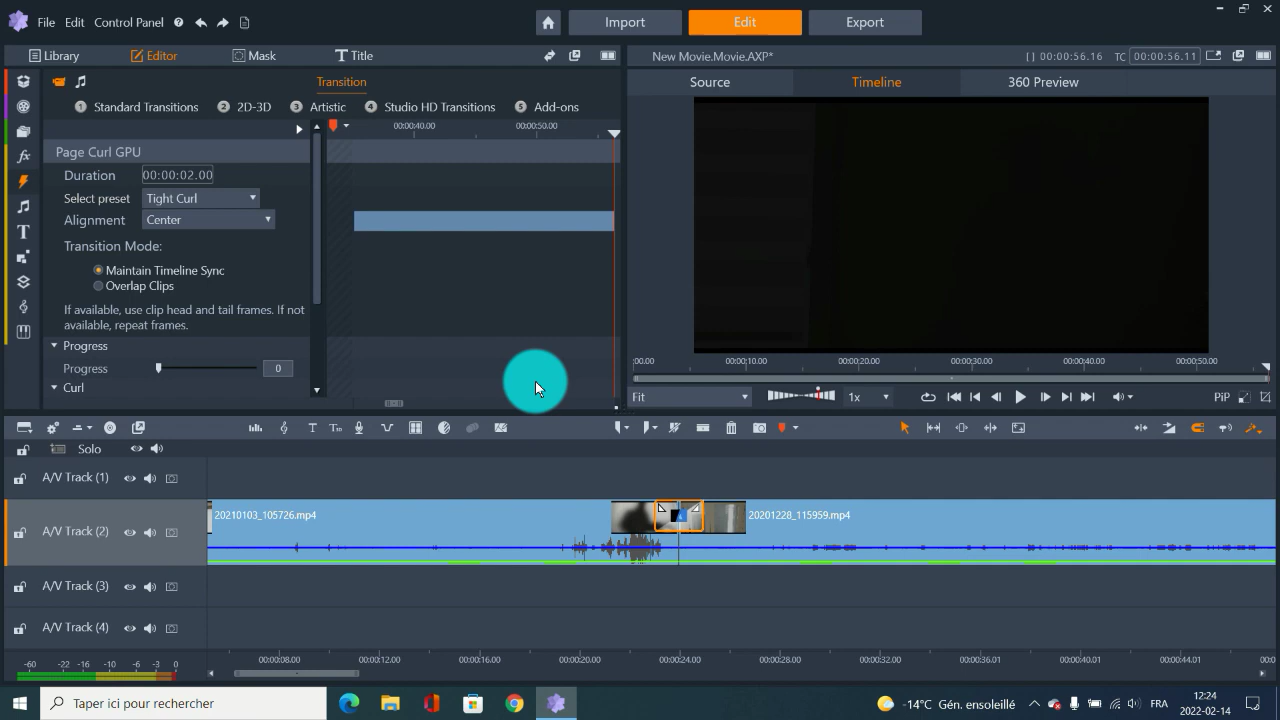 File Edit Control Panel
Import Edit Export
Library Editor Mask Title
New Movie.Movie.AXP* [] 00:00:56.16 TC 00:00:56.11
Transition
Source Timeline 360 Preview
1 Standard Transitions 2 2D-3D 3 Artistic 4 Studio HD Transitions 5 Add-ons
00:00:40.00 00:00:50.00
Page Curl GPU
Duration 00:00:02.00
Select preset Tight Curl
Alignment Center
Transition Mode:
Maintain Timeline Sync
Overlap Clips
If available, use clip head and tail frames. If not
available, repeat frames.
Progress
Progress 0
Curl
:00.00 00:00:10.00 00:00:20.00 00:00:30.00 00:00:40.00 00:00:50.00
Fit 1x PiP
Solo
A/V Track (1)
A/V Track (2) 20210103_105726.mp4 20201228_115959.mp4
A/V Track (3)
A/V Track (4)
-60 -22 -16 -10 -6 -3 0
00:00:08.00 00:00:12.00 00:00:16.00 00:00:20.00 00:00:24.00 00:00:28.00 00:00:32.00 00:00:36.01 00:00:40.01 00:00:44.01
Taper ici pour rechercher -14°C Gén. ensoleillé FRA 12:24
2022-02-14